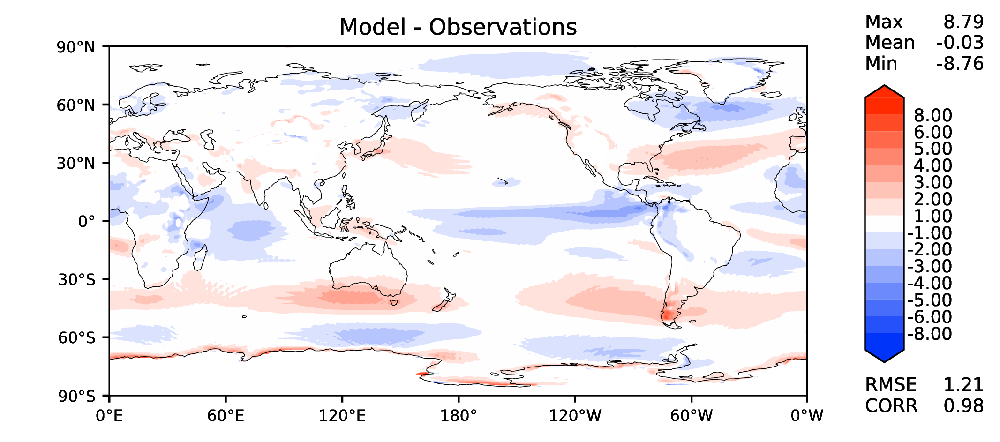 Model - Observations
Max 8.79
Mean -0.03
Min -8.76
90°N
60°N
30°N
0°
30°S
60°S
90°S
0°E 60°E 120°E 180° 120°W 60°W 0°W
8.00
6.00
5.00
4.00
3.00
2.00
1.00
-1.00
-2.00
-3.00
-4.00
-5.00
-6.00
-8.00
RMSE 1.21
CORR 0.98